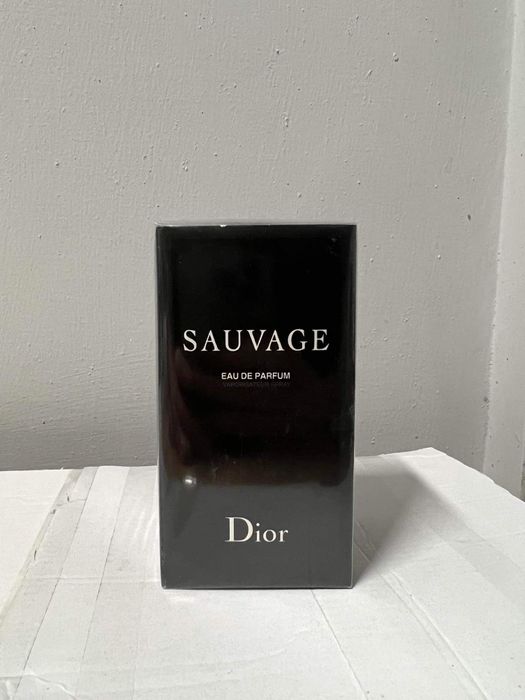 SAUVAGE
EAU DE PARFUM
VAPORISATEUR SPRAY
Dior